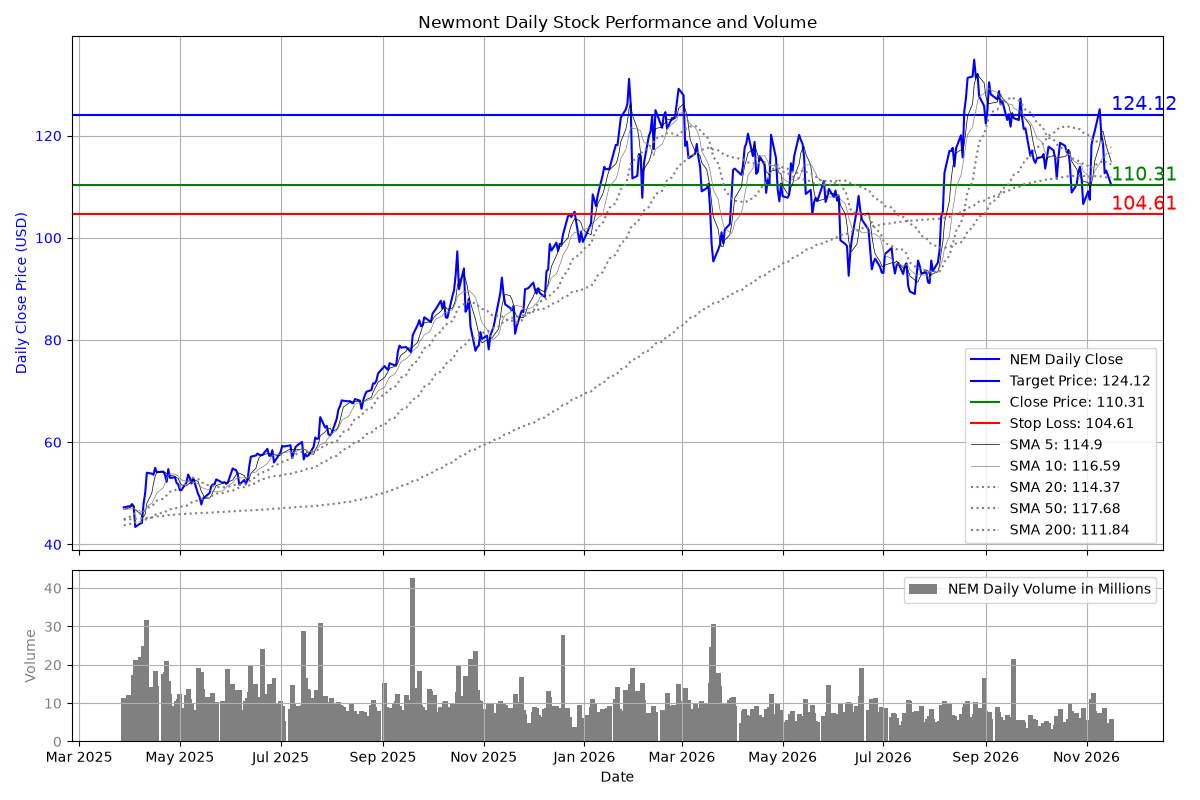 Newmont Daily Stock Performance and Volume
Daily Close Price (USD)
120
100
80
60
40
124.12
110.31
104.61
NEM Daily Close
Target Price: 124.12
Close Price: 110.31
Stop Loss: 104.61
SMA 5: 114.9
SMA 10: 116.59
SMA 20: 114.37
SMA 50: 117.68
SMA 200: 111.84
Volume
40
30
20
10
0
NEM Daily Volume in Millions
Mar 2025 May 2025 Jul 2025 Sep 2025 Nov 2025 Jan 2026 Mar 2026 May 2026 Jul 2026 Sep 2026 Nov 2026
Date